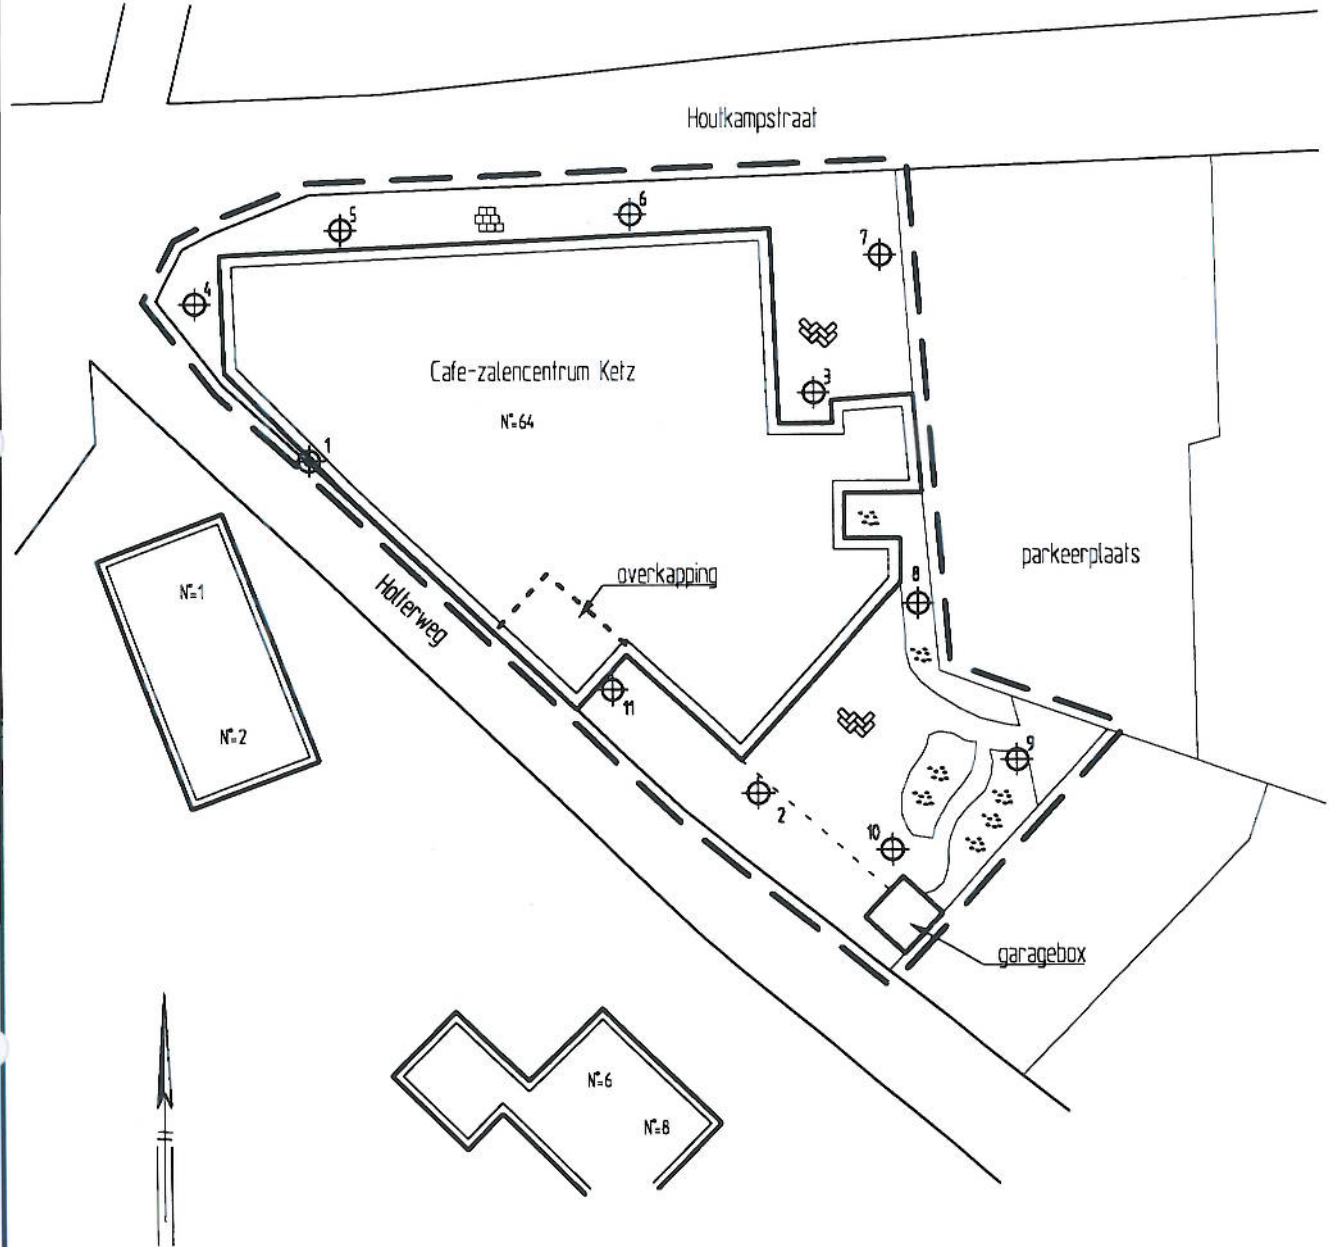 Houtkampstraat
5
6
7
4
3
Cafe-zalencentrum Ketz
N°=64
1
parkeerplaats
overkapping
8
Holterweg
N°=1
11
N°=2
9
2
10
garagebox
N°=6
N°=8